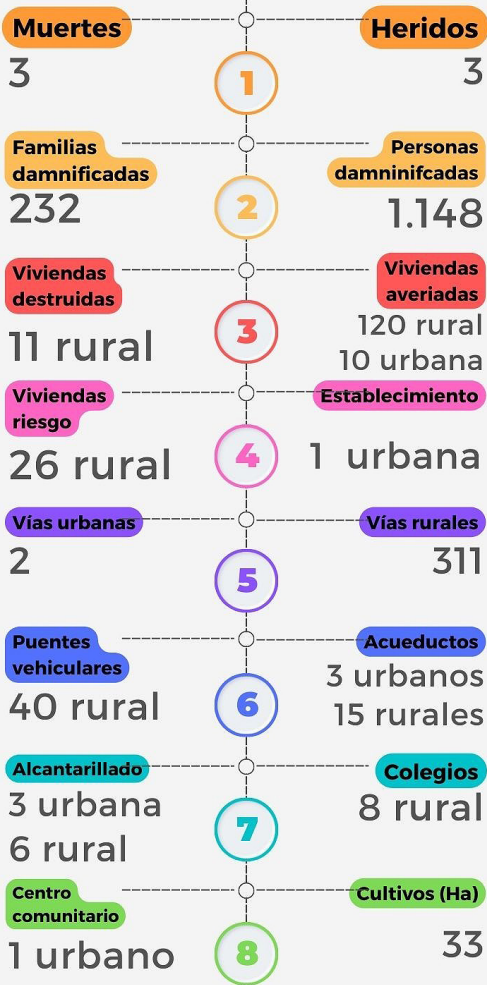 Muertes
Heridos
3
3
1
Familias
damnificadas
Personas
damninifcadas
232
1.148
2
Viviendas
destruidas
Viviendas
averiadas
11 rural
120 rural
10 urbana
3
Viviendas
riesgo
Establecimiento
26 rural
1 urbana
4
Vías urbanas
Vías rurales
2
311
5
Puentes
vehiculares
Acueductos
40 rural
3 urbanos
15 rurales
6
Alcantarillado
Colegios
3 urbana
6 rural
8 rural
7
Centro
comunitario
Cultivos (Ha)
1 urbano
33
8